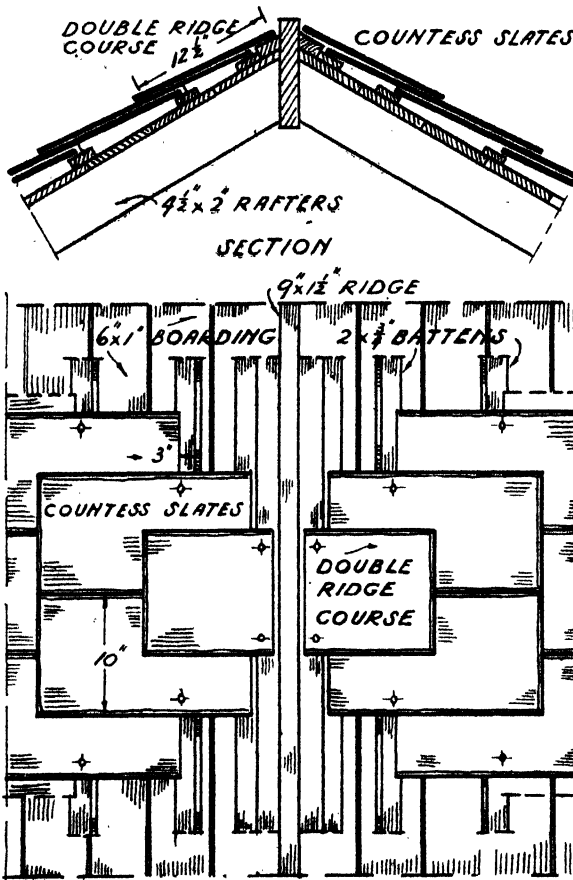 DOUBLE RIDGE
COURSE
12½"
COUNTESS SLATES
4½" x 2" RAFTERS
SECTION
9" x 1½" RIDGE
6" x 1" BOARDING
2 x ¾" BATTENS
3"
COUNTESS SLATES
DOUBLE
RIDGE
COURSE
10"